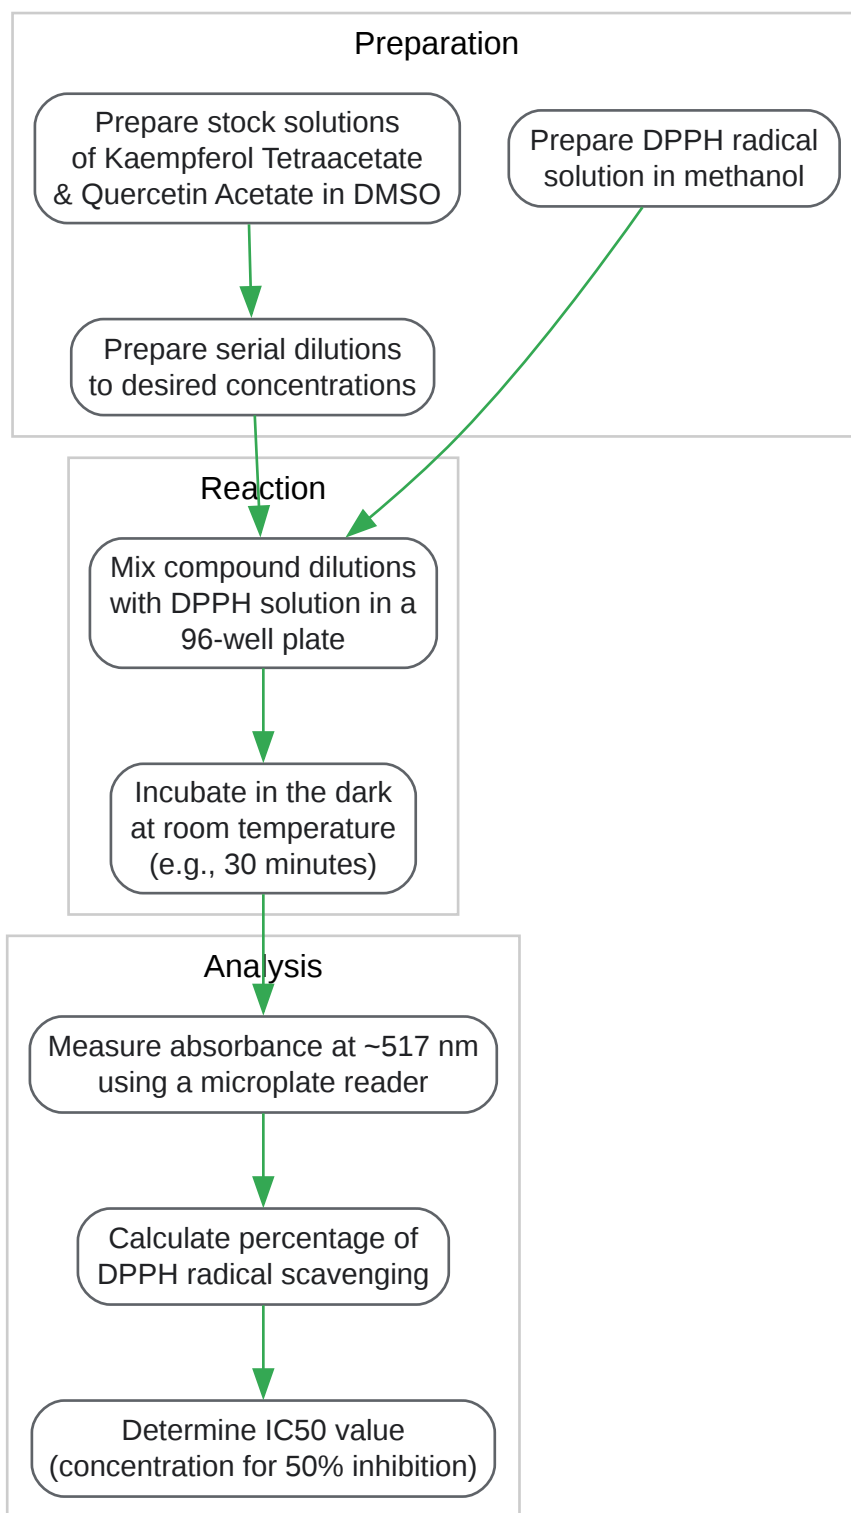 Preparation
Prepare stock solutions
of Kaempferol Tetraacetate
& Quercetin Acetate in DMSO
Prepare DPPH radical
solution in methanol
Prepare serial dilutions
to desired concentrations
Reaction
Mix compound dilutions
with DPPH solution in a
96-well plate
Incubate in the dark
at room temperature
(e.g., 30 minutes)
Analysis
Measure absorbance at ~517 nm
using a microplate reader
Calculate percentage of
DPPH radical scavenging
Determine IC50 value
(concentration for 50% inhibition)